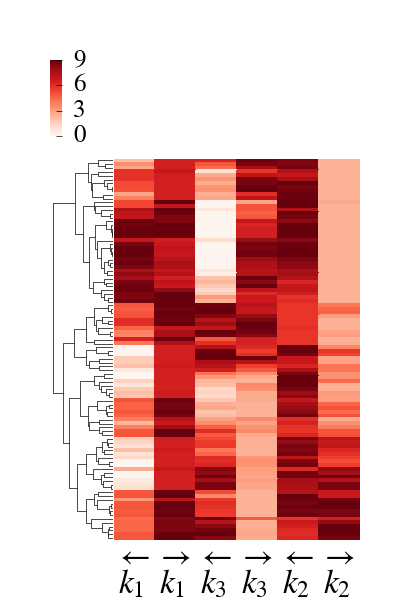 9
6
3
0
← → ← → ← →
k₁ k₁ k₃ k₃ k₂ k₂